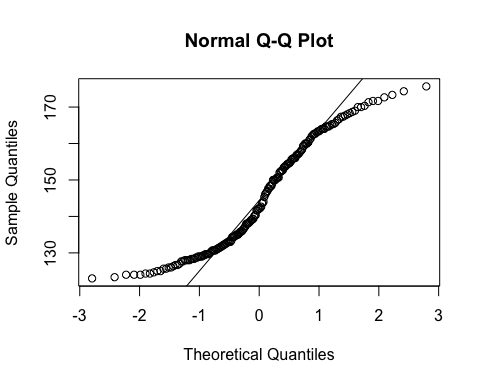 Normal Q-Q Plot
Sample Quantiles
170
150
130
-3 -2 -1 0 1 2 3
Theoretical Quantiles